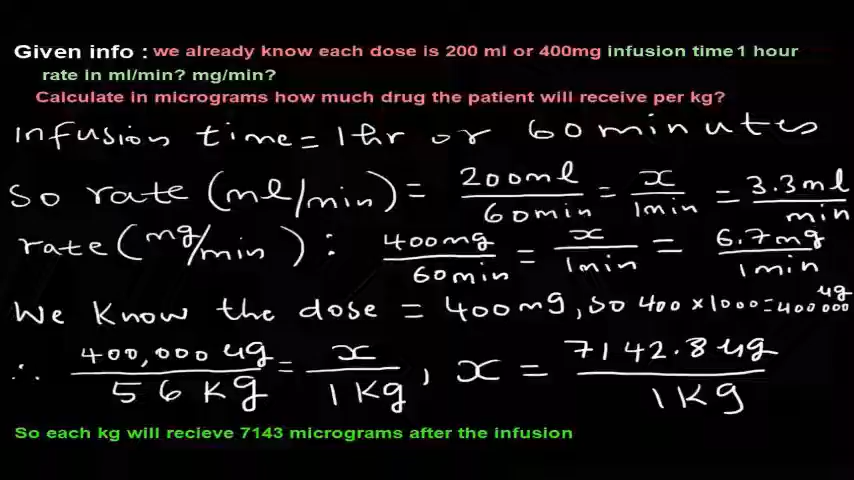 Given info : we already know each dose is 200 ml or 400mg infusion time 1 hour
rate in ml/min? mg/min?
Calculate in micrograms how much drug the patient will receive per kg?
infusion time = 1hr or 60 minutes
So rate (ml/min) = 200ml/60min = x/1min = 3.3ml/min
rate (mg/min) : 400mg/60min = x/1min = 6.7mg/1min
We know the dose = 400mg, so 400 x 1000 = 400 000 ug
∴ 400,000 ug/56 kg = x/1kg, x = 7142.8 ug/1kg
So each kg will recieve 7143 micrograms after the infusion